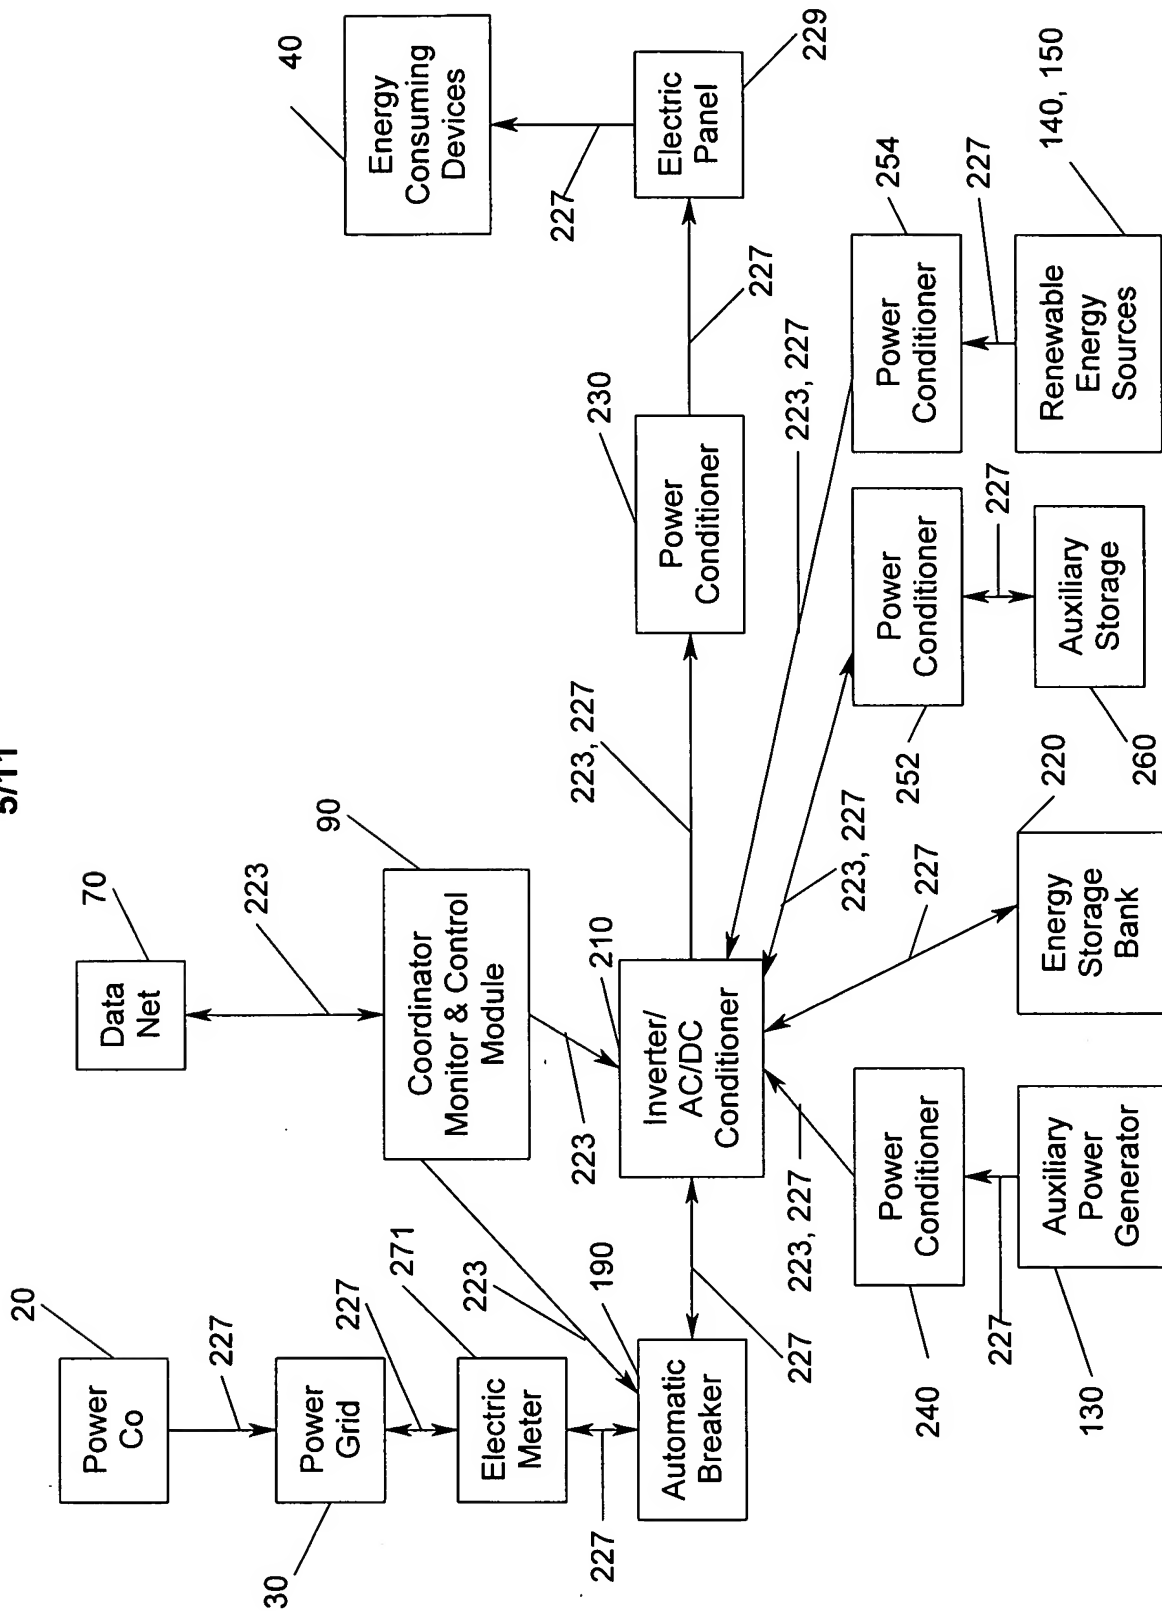 5/11
20
Power
Co
227
30
Power
Grid
227
271
Electric
Meter
227
190
Automatic
Breaker
227
70
Data
Net
223
90
Coordinator
Monitor & Control
Module
223
223
210
Inverter/
AC/DC
Conditioner
223, 227
230
Power
Conditioner
227
229
Electric
Panel
227
40
Energy
Consuming
Devices
223, 227
240
Power
Conditioner
227
130
Auxiliary
Power
Generator
227
220
Energy
Storage
Bank
223, 227
252
Power
Conditioner
227
260
Auxiliary
Storage
223, 227
254
Power
Conditioner
227
140, 150
Renewable
Energy
Sources